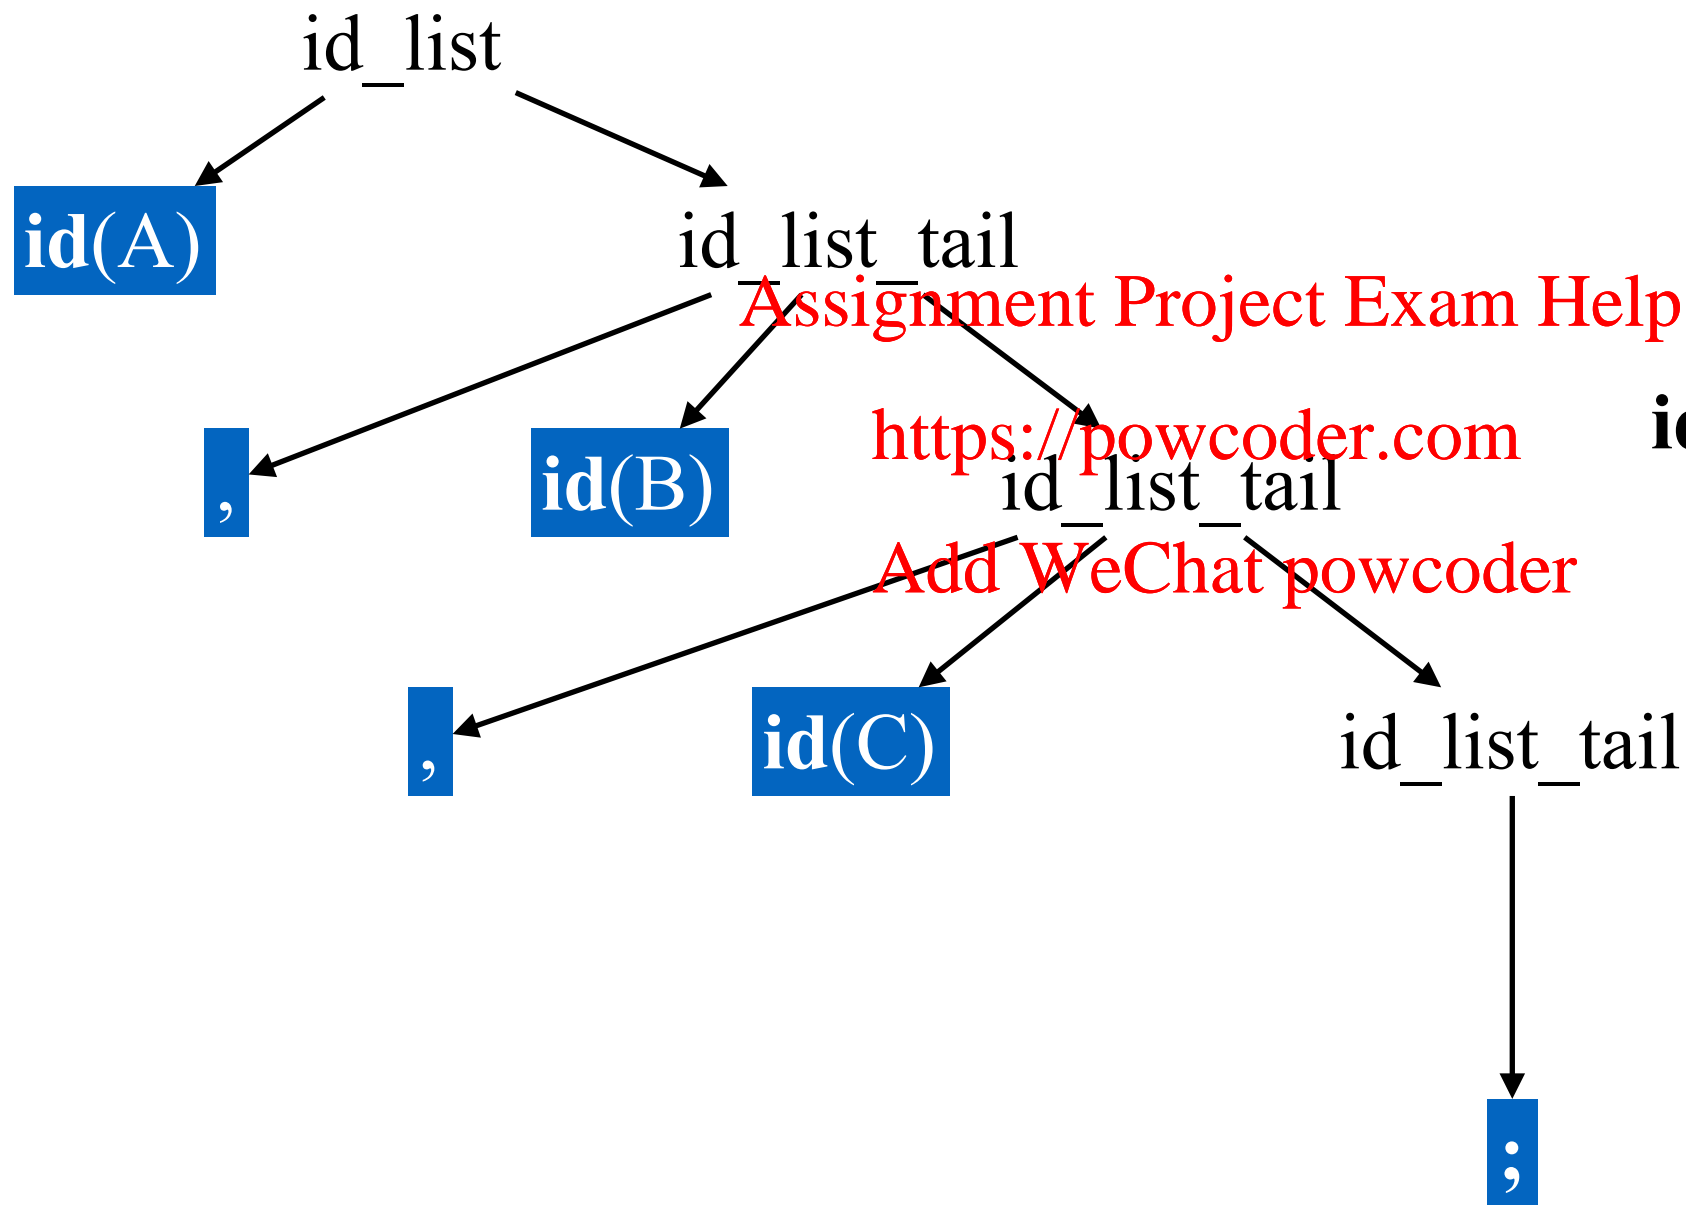 id_list
id(A)
id_list_tail
Assignment Project Exam Help
https://powcoder.com
,
id(B)
id_list_tail
Add WeChat powcoder
,
id(C)
id_list_tail
;